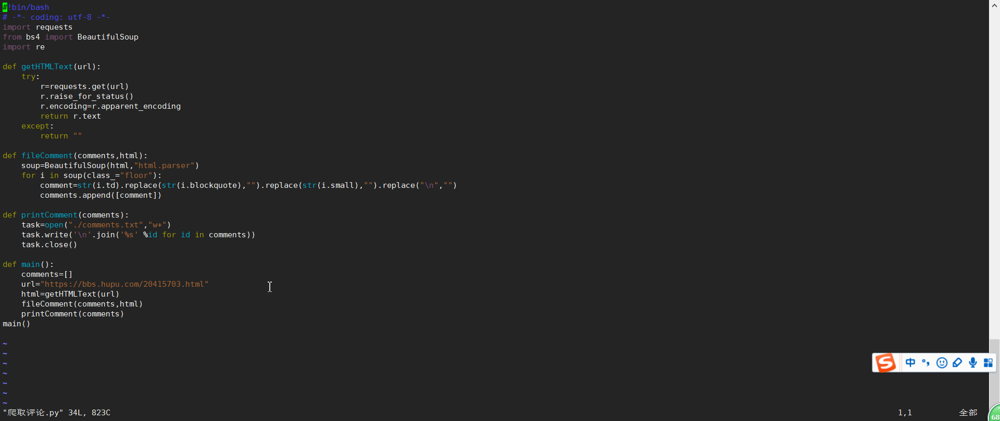 #!bin/bash
# -*- coding: utf-8 -*-
import requests
from bs4 import BeautifulSoup
import re

def getHTMLText(url):
    try:
        r=requests.get(url)
        r.raise_for_status()
        r.encoding=r.apparent_encoding
        return r.text
    except:
        return ""

def fileComment(comments,html):
    soup=BeautifulSoup(html,"html.parser")
    for i in soup(class_="floor"):
        comment=str(i.td).replace(str(i.blockquote),"").replace(str(i.small),"").replace("\n","")
        comments.append([comment])

def printComment(comments):
    task=open("./comments.txt","w+")
    task.write('\n'.join('%s' %id for id in comments))
    task.close()

def main():
    comments=[]
    url="https://bbs.hupu.com/20415703.html"
    html=getHTMLText(url)
    fileComment(comments,html)
    printComment(comments)
main()

~
~
~
~
~
~
~
S 中 °,
"爬取评论.py" 34L, 823C 1,1 全部
68